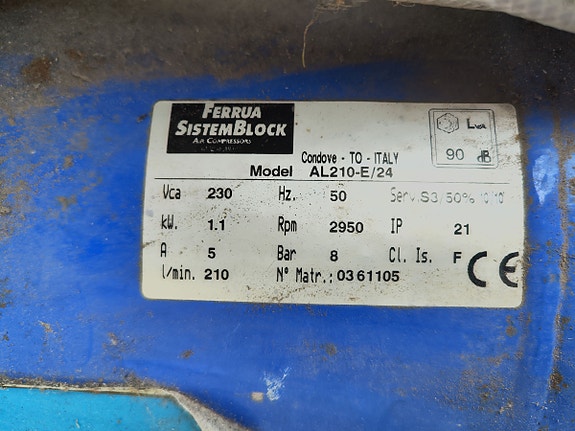 FERRUA
SISTEMBLOCK
AIR COMPRESSORS
LWA
90 dB
Condove - TO - ITALY
Model AL210-E/24
Vca 230 Hz. 50 Serv.S3/50% 10'/10'
kW. 1.1 Rpm 2950 IP 21
A 5 Bar 8 Cl. Is. F
l/min. 210 N° Matr.: 0361105
CE